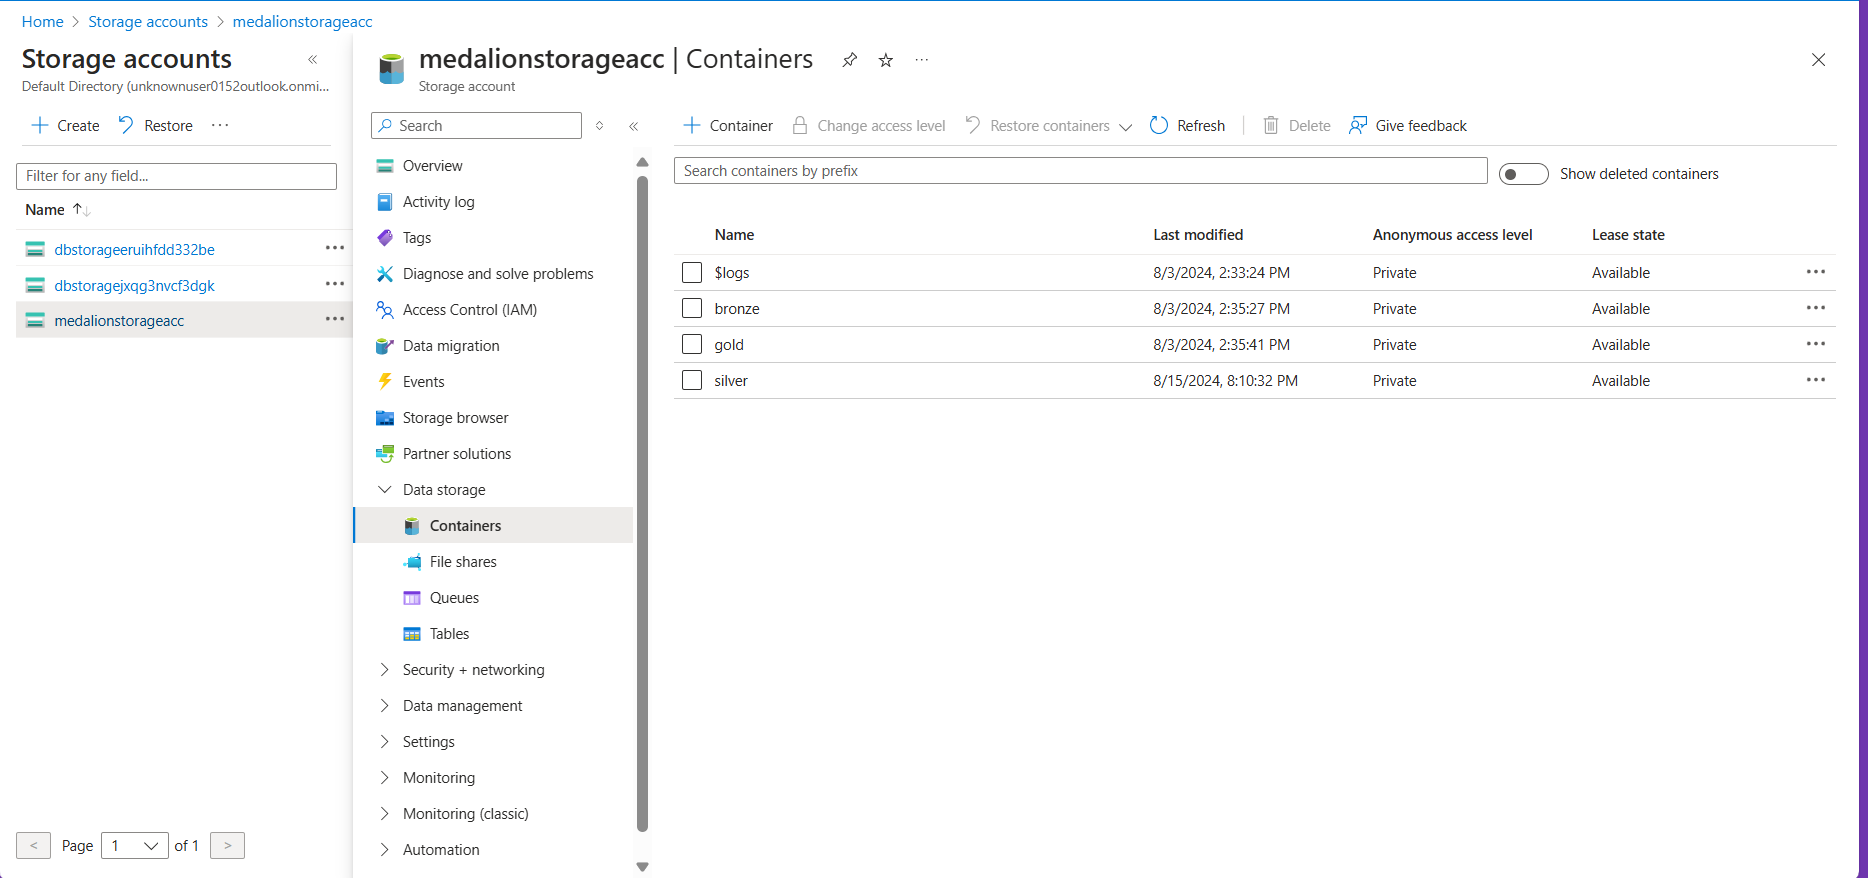 Home > Storage accounts > medalionstorageacc
Storage accounts «
Default Directory (unknownuser0152outlook.onmi...
+ Create Restore ...
Filter for any field...
Name ↑↓
dbstorageeruihfdd332be ...
dbstoragejxqg3nvcf3dgk ...
medalionstorageacc ...
< Page 1 of 1 >
medalionstorageacc | Containers ...
Storage account
Search «
Overview
Activity log
Tags
Diagnose and solve problems
Access Control (IAM)
Data migration
Events
Storage browser
Partner solutions
Data storage
Containers
File shares
Queues
Tables
Security + networking
Data management
Settings
Monitoring
Monitoring (classic)
Automation
+ Container Change access level Restore containers Refresh Delete Give feedback
Search containers by prefix Show deleted containers
Name Last modified Anonymous access level Lease state
$logs 8/3/2024, 2:33:24 PM Private Available ...
bronze 8/3/2024, 2:35:27 PM Private Available ...
gold 8/3/2024, 2:35:41 PM Private Available ...
silver 8/15/2024, 8:10:32 PM Private Available ...